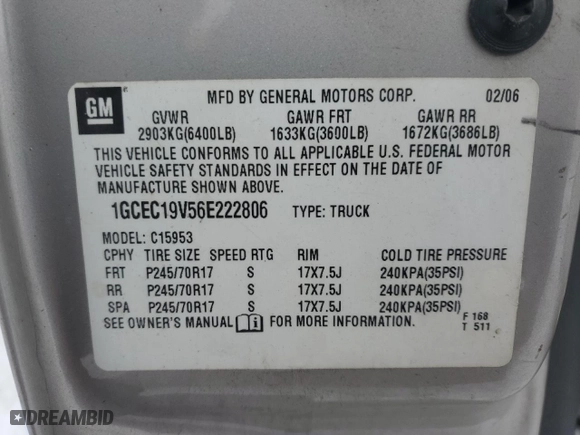 GM
MFD BY GENERAL MOTORS CORP. 02/06
GVWR GAWR FRT GAWR RR
2903KG(6400LB) 1633KG(3600LB) 1672KG(3686LB)
THIS VEHICLE CONFORMS TO ALL APPLICABLE U.S. FEDERAL MOTOR
VEHICLE SAFETY STANDARDS IN EFFECT ON THE DATE OF
MANUFACTURE SHOWN ABOVE.
1GCEC19V56E222806 TYPE: TRUCK
MODEL: C15953
CPHY TIRE SIZE SPEED RTG RIM COLD TIRE PRESSURE
FRT P245/70R17 S 17X7.5J 240KPA(35PSI)
RR P245/70R17 S 17X7.5J 240KPA(35PSI)
SPA P245/70R17 S 17X7.5J 240KPA(35PSI)
SEE OWNER'S MANUAL FOR MORE INFORMATION.
F 168
T 511
DREAMBID